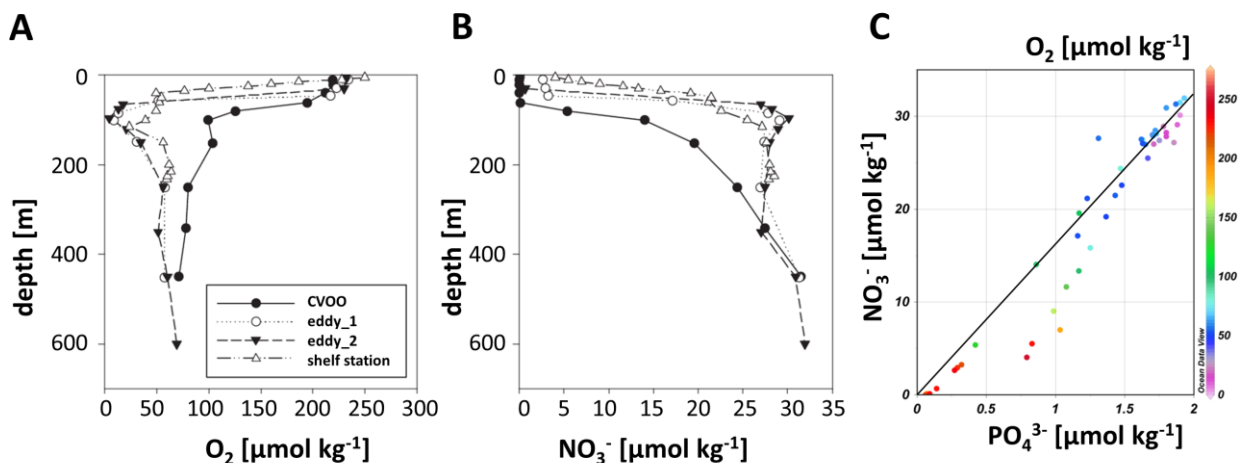 A
B
C
O₂ [µmol kg⁻¹]
0
200
400
600
depth [m]
CVOO
eddy_1
eddy_2
shelf station
0 50 100 150 200 250 300
O₂ [µmol kg⁻¹]
0
200
400
600
depth [m]
0 5 10 15 20 25 30 35
NO₃⁻ [µmol kg⁻¹]
30
20
10
0
NO₃⁻ [µmol kg⁻¹]
0 0.5 1 1.5 2
PO₄³⁻ [µmol kg⁻¹]
250
200
150
100
50
0
Ocean Data View